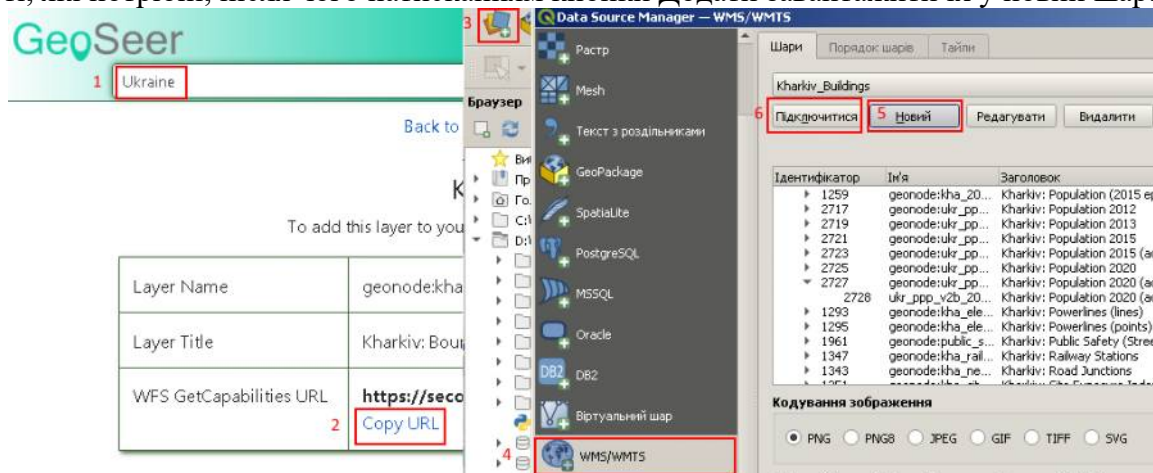 GeoSeer
1 Ukraine
Back to
To add this layer to you
Layer Name geonode:kha
Layer Title Kharkiv: Bou
WFS GetCapabilities URL https://seco
2 Copy URL
3
Браузер
C:\
D:\
Data Source Manager — WMS/WMTS
Растр
Mesh
Текст з роздільниками
GeoPackage
SpatiaLite
PostgreSQL
MSSQL
Oracle
DB2 DB2
Віртуальний шар
4 WMS/WMTS
Шари Порядок шарів Тайли
Kharkiv_Buildings
6 Підключитися 5 Новий Редагувати Видалити
Ідентифікатор Ім'я Заголовок
1259 geonode:kha_20... Kharkiv: Population (2015 ep
2717 geonode:ukr_pp... Kharkiv: Population 2012
2719 geonode:ukr_pp... Kharkiv: Population 2013
2721 geonode:ukr_pp... Kharkiv: Population 2015
2723 geonode:ukr_pp... Kharkiv: Population 2015 (a
2725 geonode:ukr_pp... Kharkiv: Population 2020
2727 geonode:ukr_pp... Kharkiv: Population 2020 (a
2728 ukr_ppp_v2b_20... Kharkiv: Population 2020 (a
1293 geonode:kha_ele... Kharkiv: Powerlines (lines)
1295 geonode:kha_ele... Kharkiv: Powerlines (points)
1961 geonode:public_s... Kharkiv: Public Safety (Stree
1347 geonode:kha_rail... Kharkiv: Railway Stations
1343 geonode:kha_ne... Kharkiv: Road Junctions
Кодування зображення
PNG PNG8 JPEG GIF TIFF SVG